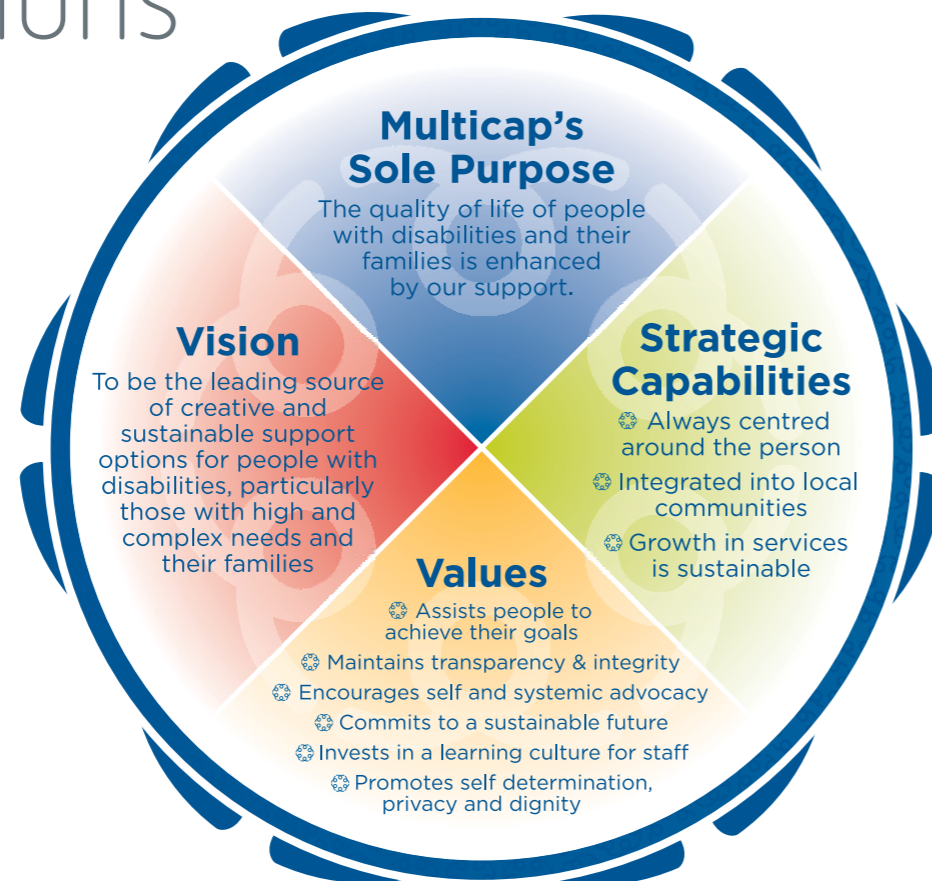 Multicap's
Sole Purpose
The quality of life of people
with disabilities and their
families is enhanced
by our support.
Vision
To be the leading source
of creative and
sustainable support
options for people with
disabilities, particularly
those with high and
complex needs and
their families
Strategic
Capabilities
Always centred
around the person
Integrated into local
communities
Growth in services
is sustainable
Values
Assists people to
achieve their goals
Maintains transparency & integrity
Encourages self and systemic advocacy
Commits to a sustainable future
Invests in a learning culture for staff
Promotes self determination,
privacy and dignity